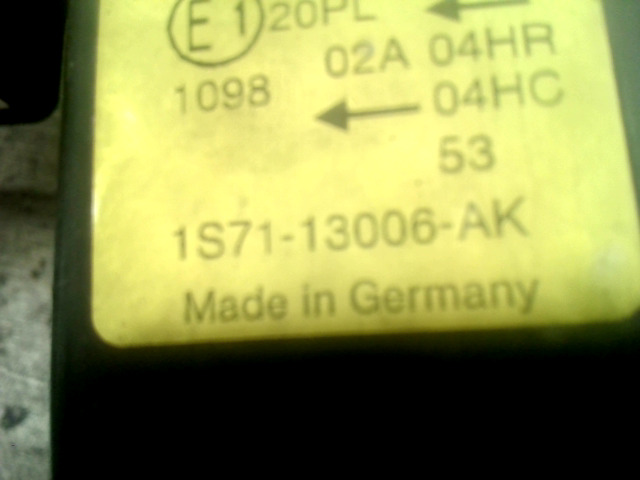 E1 20PL
02A 04HR
1098 04HC
53
1S71-13006-AK
Made in Germany